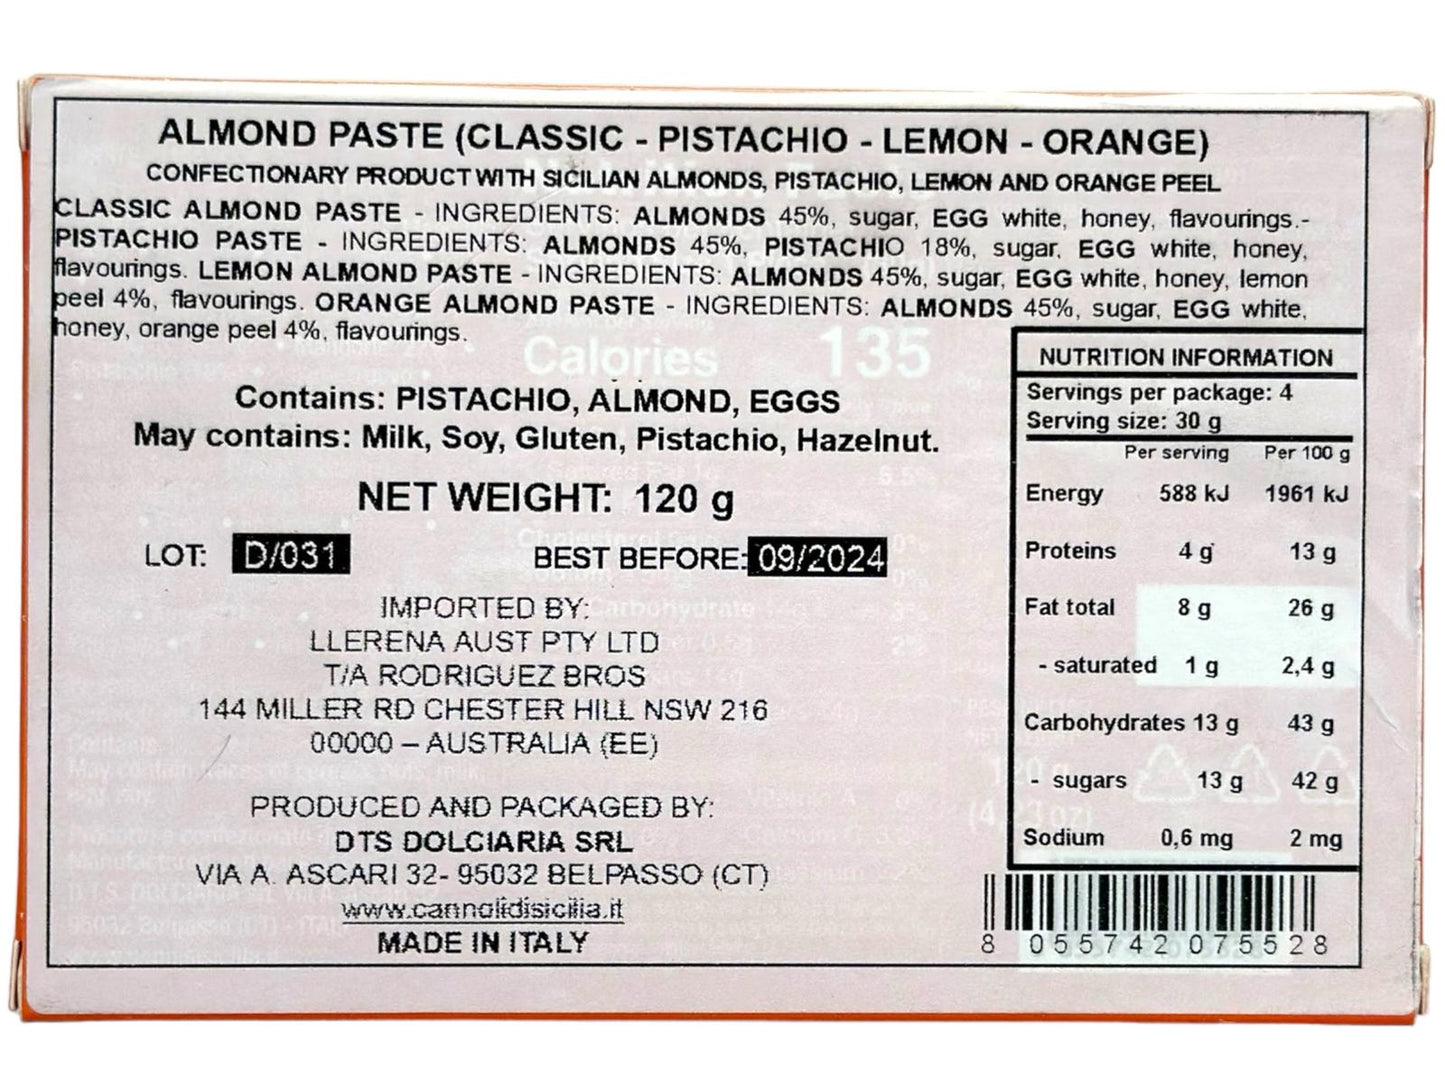 ALMOND PASTE (CLASSIC - PISTACHIO - LEMON - ORANGE)
CONFECTIONARY PRODUCT WITH SICILIAN ALMONDS, PISTACHIO, LEMON AND ORANGE PEEL
CLASSIC ALMOND PASTE - INGREDIENTS: ALMONDS 45%, sugar, EGG white, honey, flavourings.-
PISTACHIO PASTE - INGREDIENTS: ALMONDS 45%, PISTACHIO 18%, sugar, EGG white, honey,
flavourings. LEMON ALMOND PASTE - INGREDIENTS: ALMONDS 45%, sugar, EGG white, honey, lemon
peel 4%, flavourings. ORANGE ALMOND PASTE - INGREDIENTS: ALMONDS 45%, sugar, EGG white,
honey, orange peel 4%, flavourings.
Calories 135
Contains: PISTACHIO, ALMOND, EGGS
May contains: Milk, Soy, Gluten, Pistachio, Hazelnut.
NET WEIGHT: 120 g
LOT: D/031 BEST BEFORE: 09/2024
IMPORTED BY:
LLERENA AUST PTY LTD
T/A RODRIGUEZ BROS
144 MILLER RD CHESTER HILL NSW 216
00000 – AUSTRALIA (EE)
PRODUCED AND PACKAGED BY:
DTS DOLCIARIA SRL
VIA A. ASCARI 32- 95032 BELPASSO (CT)
www.cannolidisicilia.it
MADE IN ITALY
NUTRITION INFORMATION
Servings per package: 4
Serving size: 30 g
Per serving Per 100 g
Energy 588 kJ 1961 kJ
Proteins 4 g 13 g
Fat total 8 g 26 g
- saturated 1 g 2,4 g
Carbohydrates 13 g 43 g
- sugars 13 g 42 g
Sodium 0,6 mg 2 mg
8 055742 075528